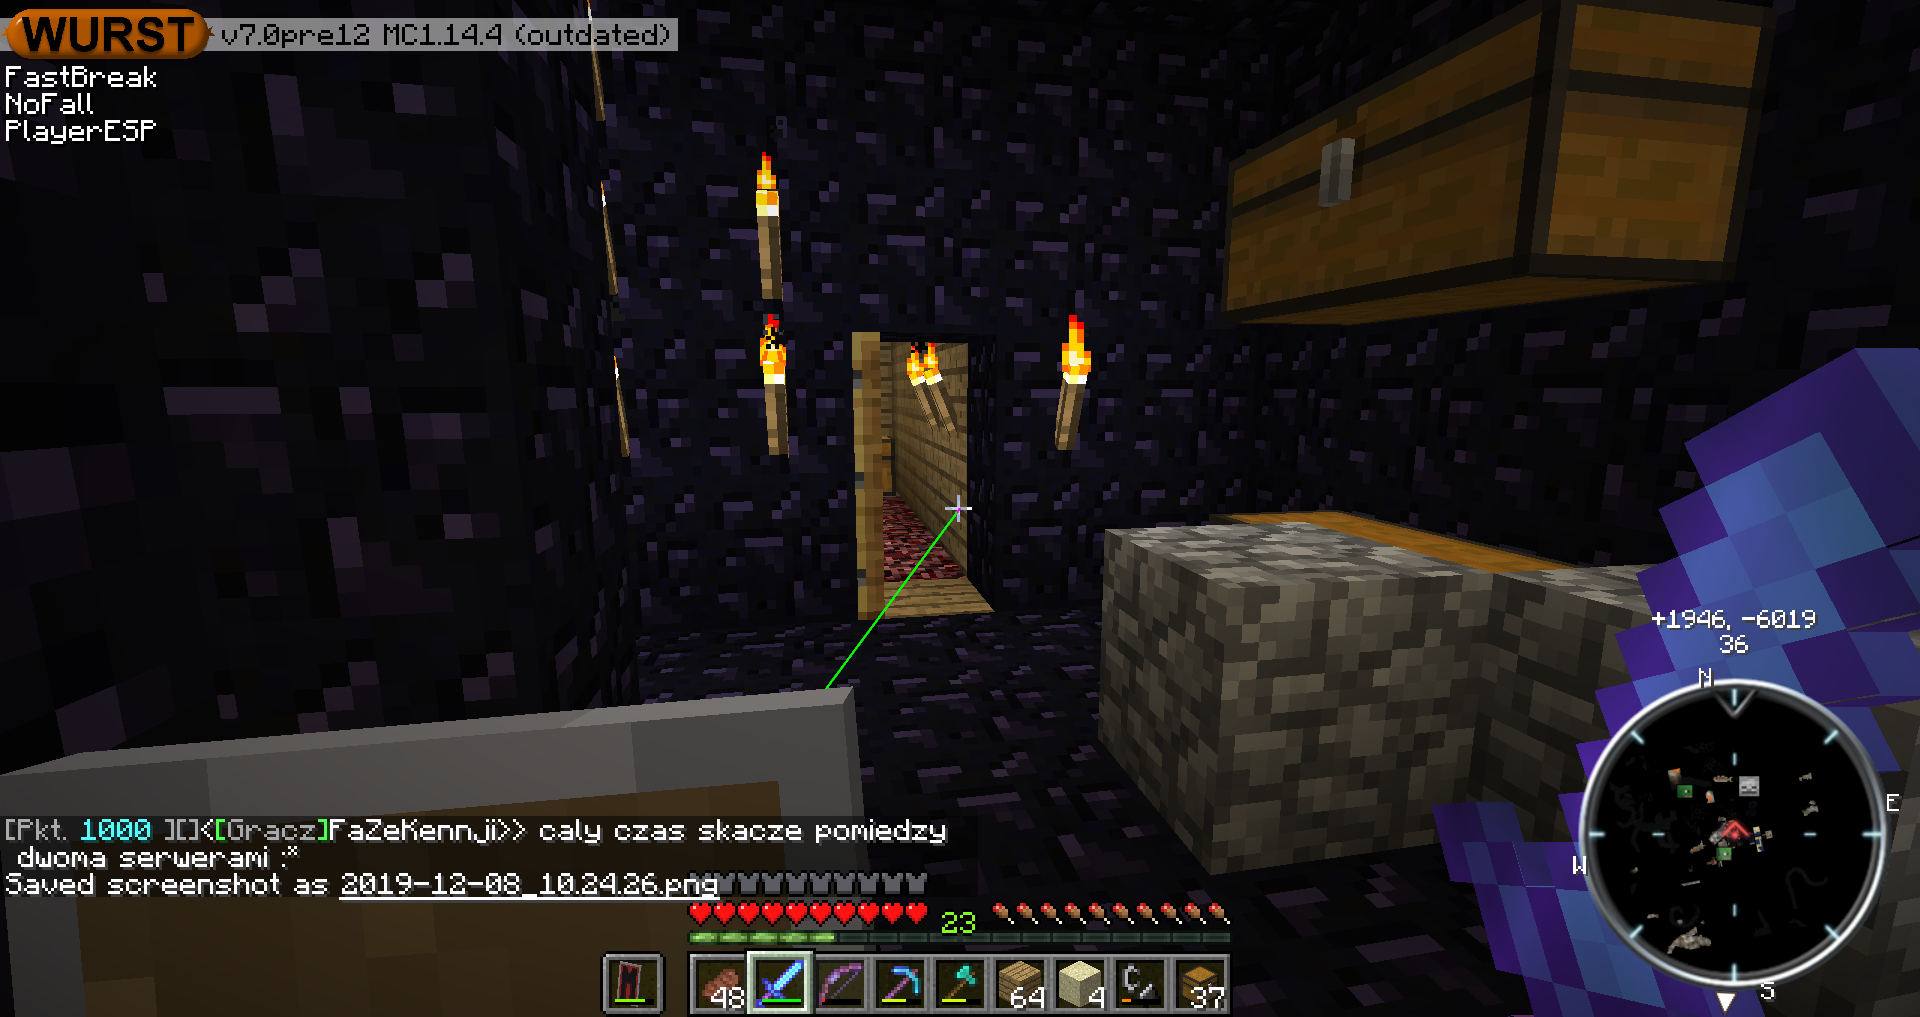 WURST v7.0pre12 MC1.14.4 (outdated)
FastBreak
NoFall
PlayerESP
+1946, -6019
36
N
E
W
S
[Pkt. 1000 ][]<[Gracz]FaZeKennji>> caly czas skacze pomiedzy
dwoma serwerami :*
Saved screenshot as 2019-12-08_10.24.26.png
23
48
64
4
37